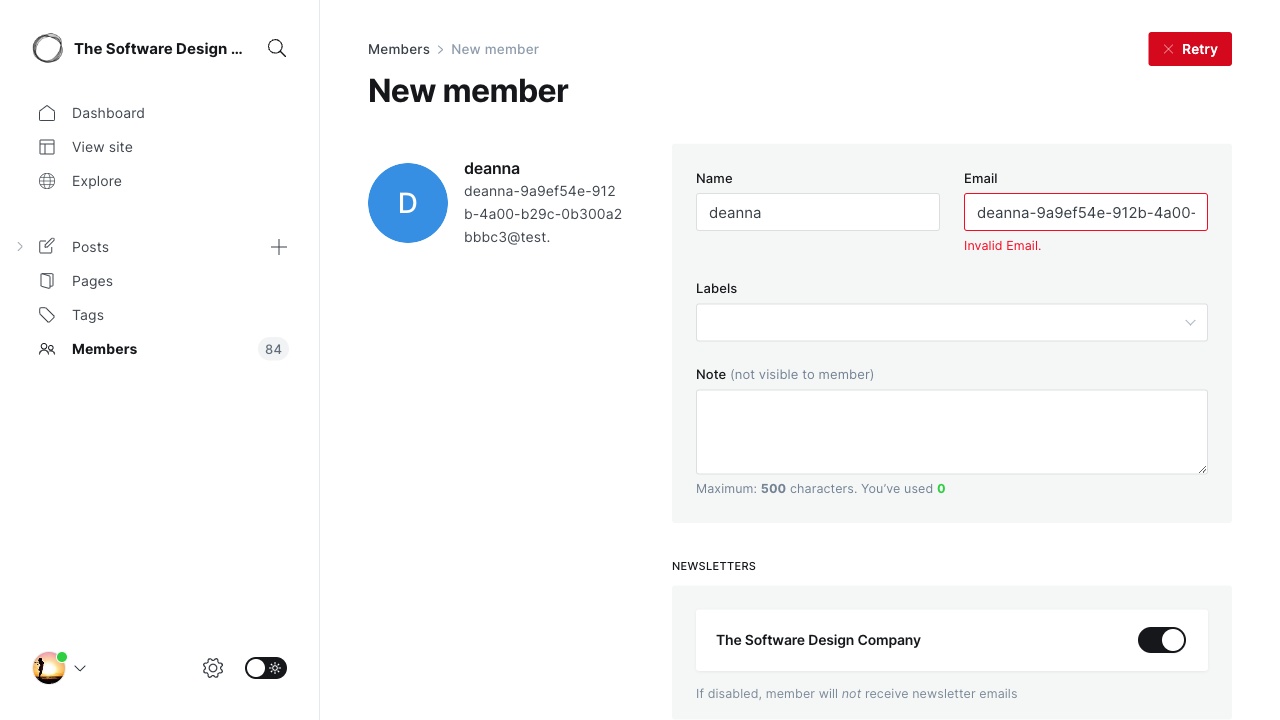 The Software Design ...
Dashboard
View site
Explore
Posts
Pages
Tags
Members
84
Members
New member
Retry
New member
D
deanna
deanna-9a9ef54e-912
b-4a00-b29c-0b300a2
bbbc3@test.
Name
Email
deanna
deanna-9a9ef54e-912b-4a00-
Invalid Email.
Labels
Note (not visible to member)
Maximum: 500 characters. You’ve used 0
NEWSLETTERS
The Software Design Company
If disabled, member will not receive newsletter emails